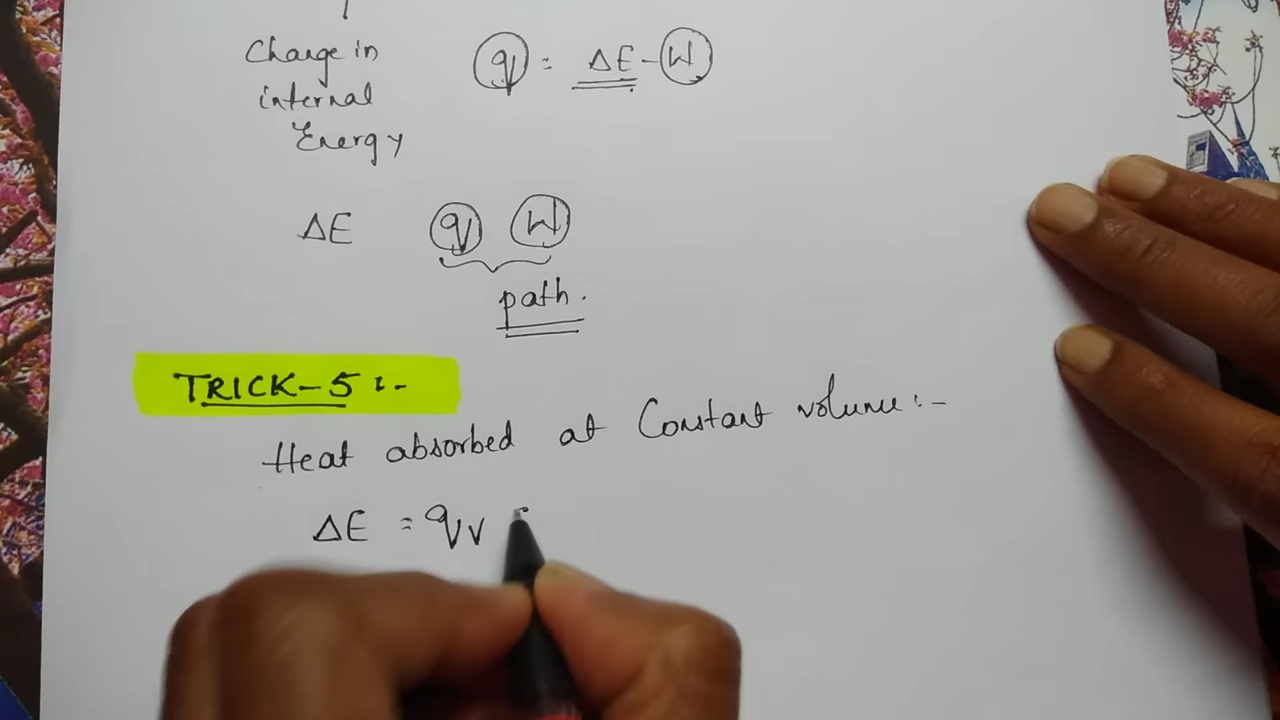 Change in
internal
Energy
q = ΔE - W
ΔE q W
path.
TRICK-5 :-
Heat absorbed at Constant volume :-
ΔE = qv